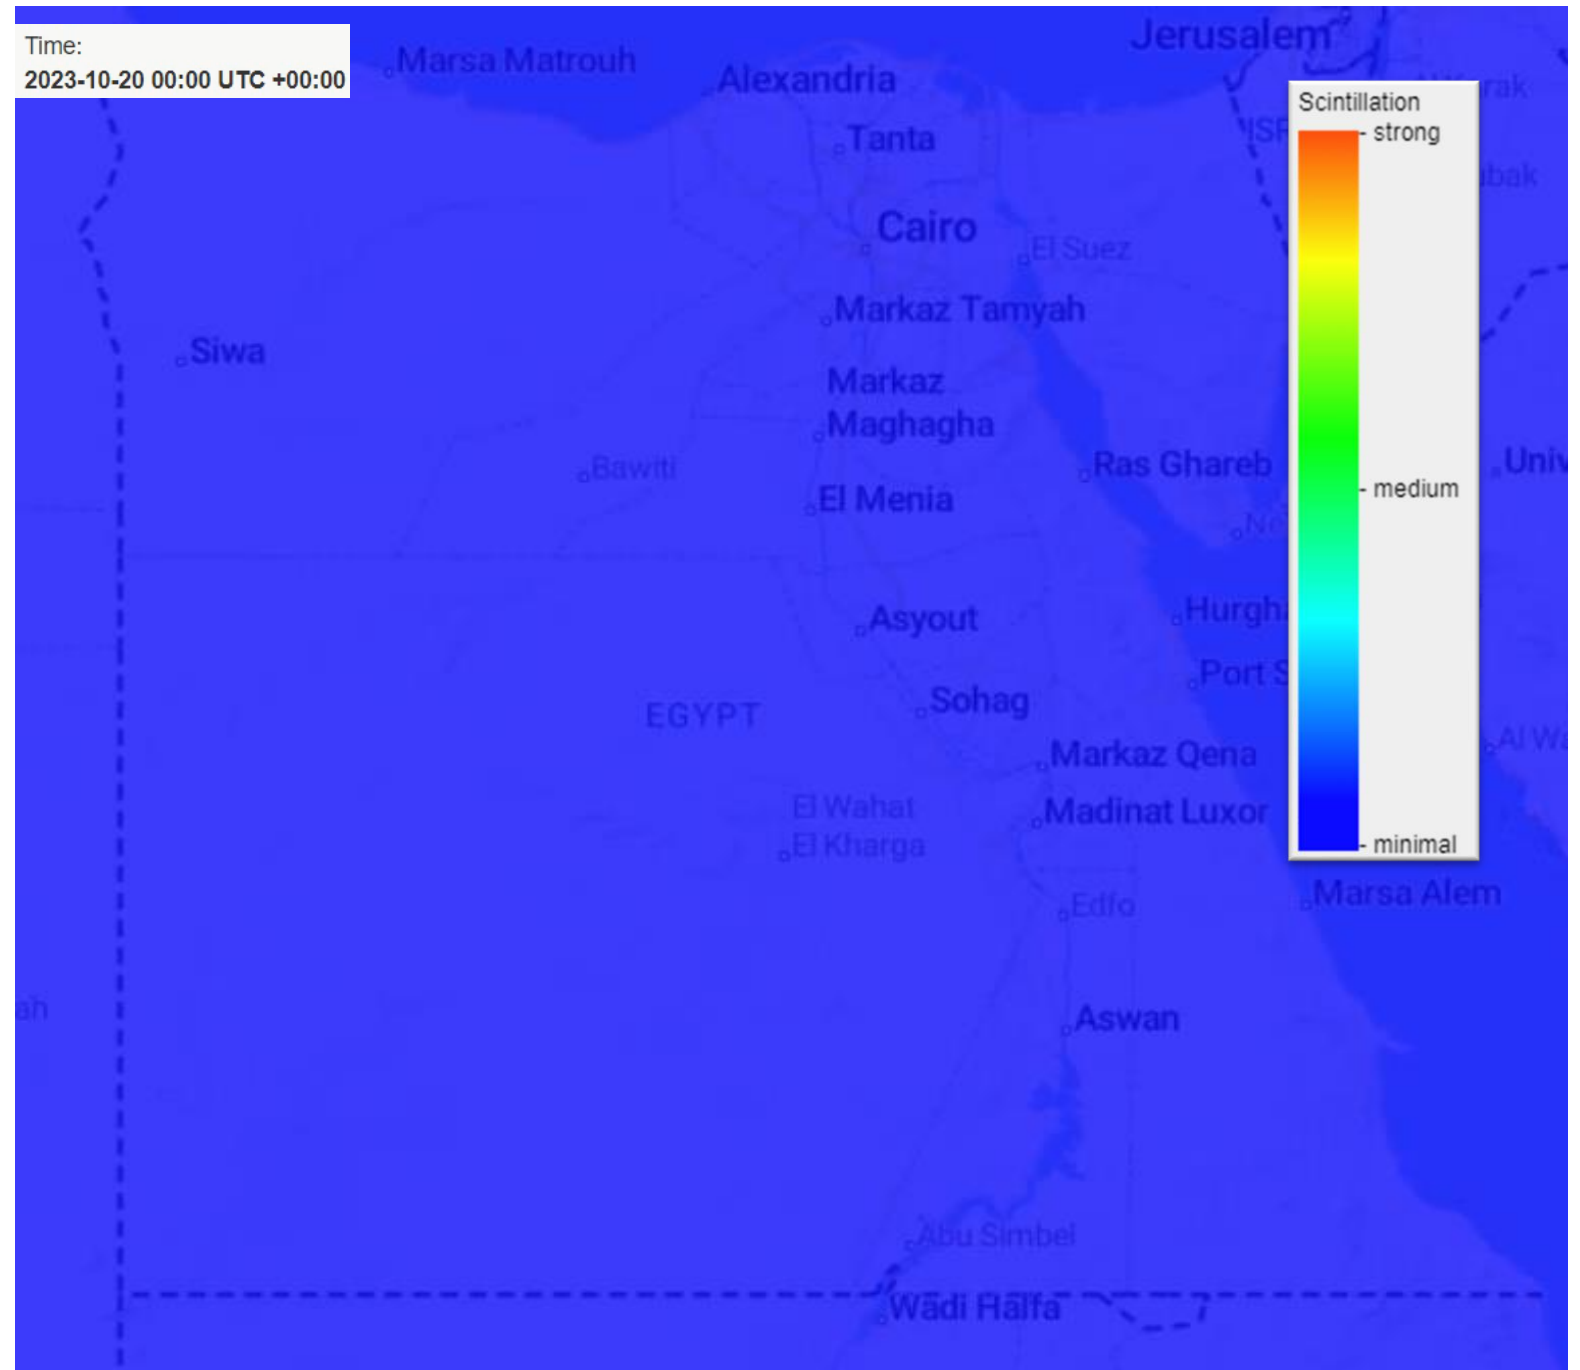 Time:
2023-10-20 00:00 UTC +00:00
Marsa Matrouh
Alexandria
Jerusalem
Scintillation
- strong
Tanta
Cairo
El Suez
Markaz Tamyah
Siwa
Markaz
Maghagha
Bawiti
Ras Ghareb
El Menia
- medium
Asyout
EGYPT
Sohag
Markaz Qena
El Wahat
El Kharga
Madinat Luxor
- minimal
Marsa Alem
Edfo
Aswan
Abu Simbel
Wadi Halfa